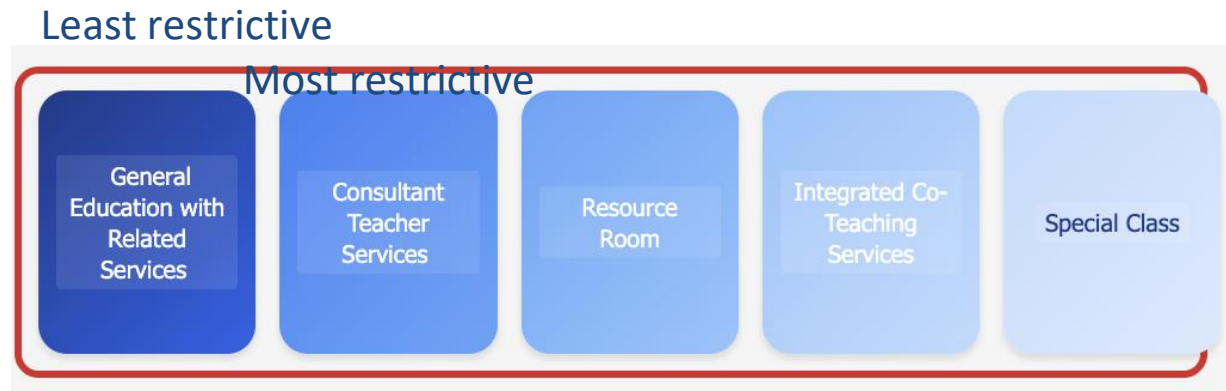 Least restrictive
Most restrictive
General
Education with
Related
Services
Consultant
Teacher
Services
Resource
Room
Integrated Co-
Teaching
Services
Special Class